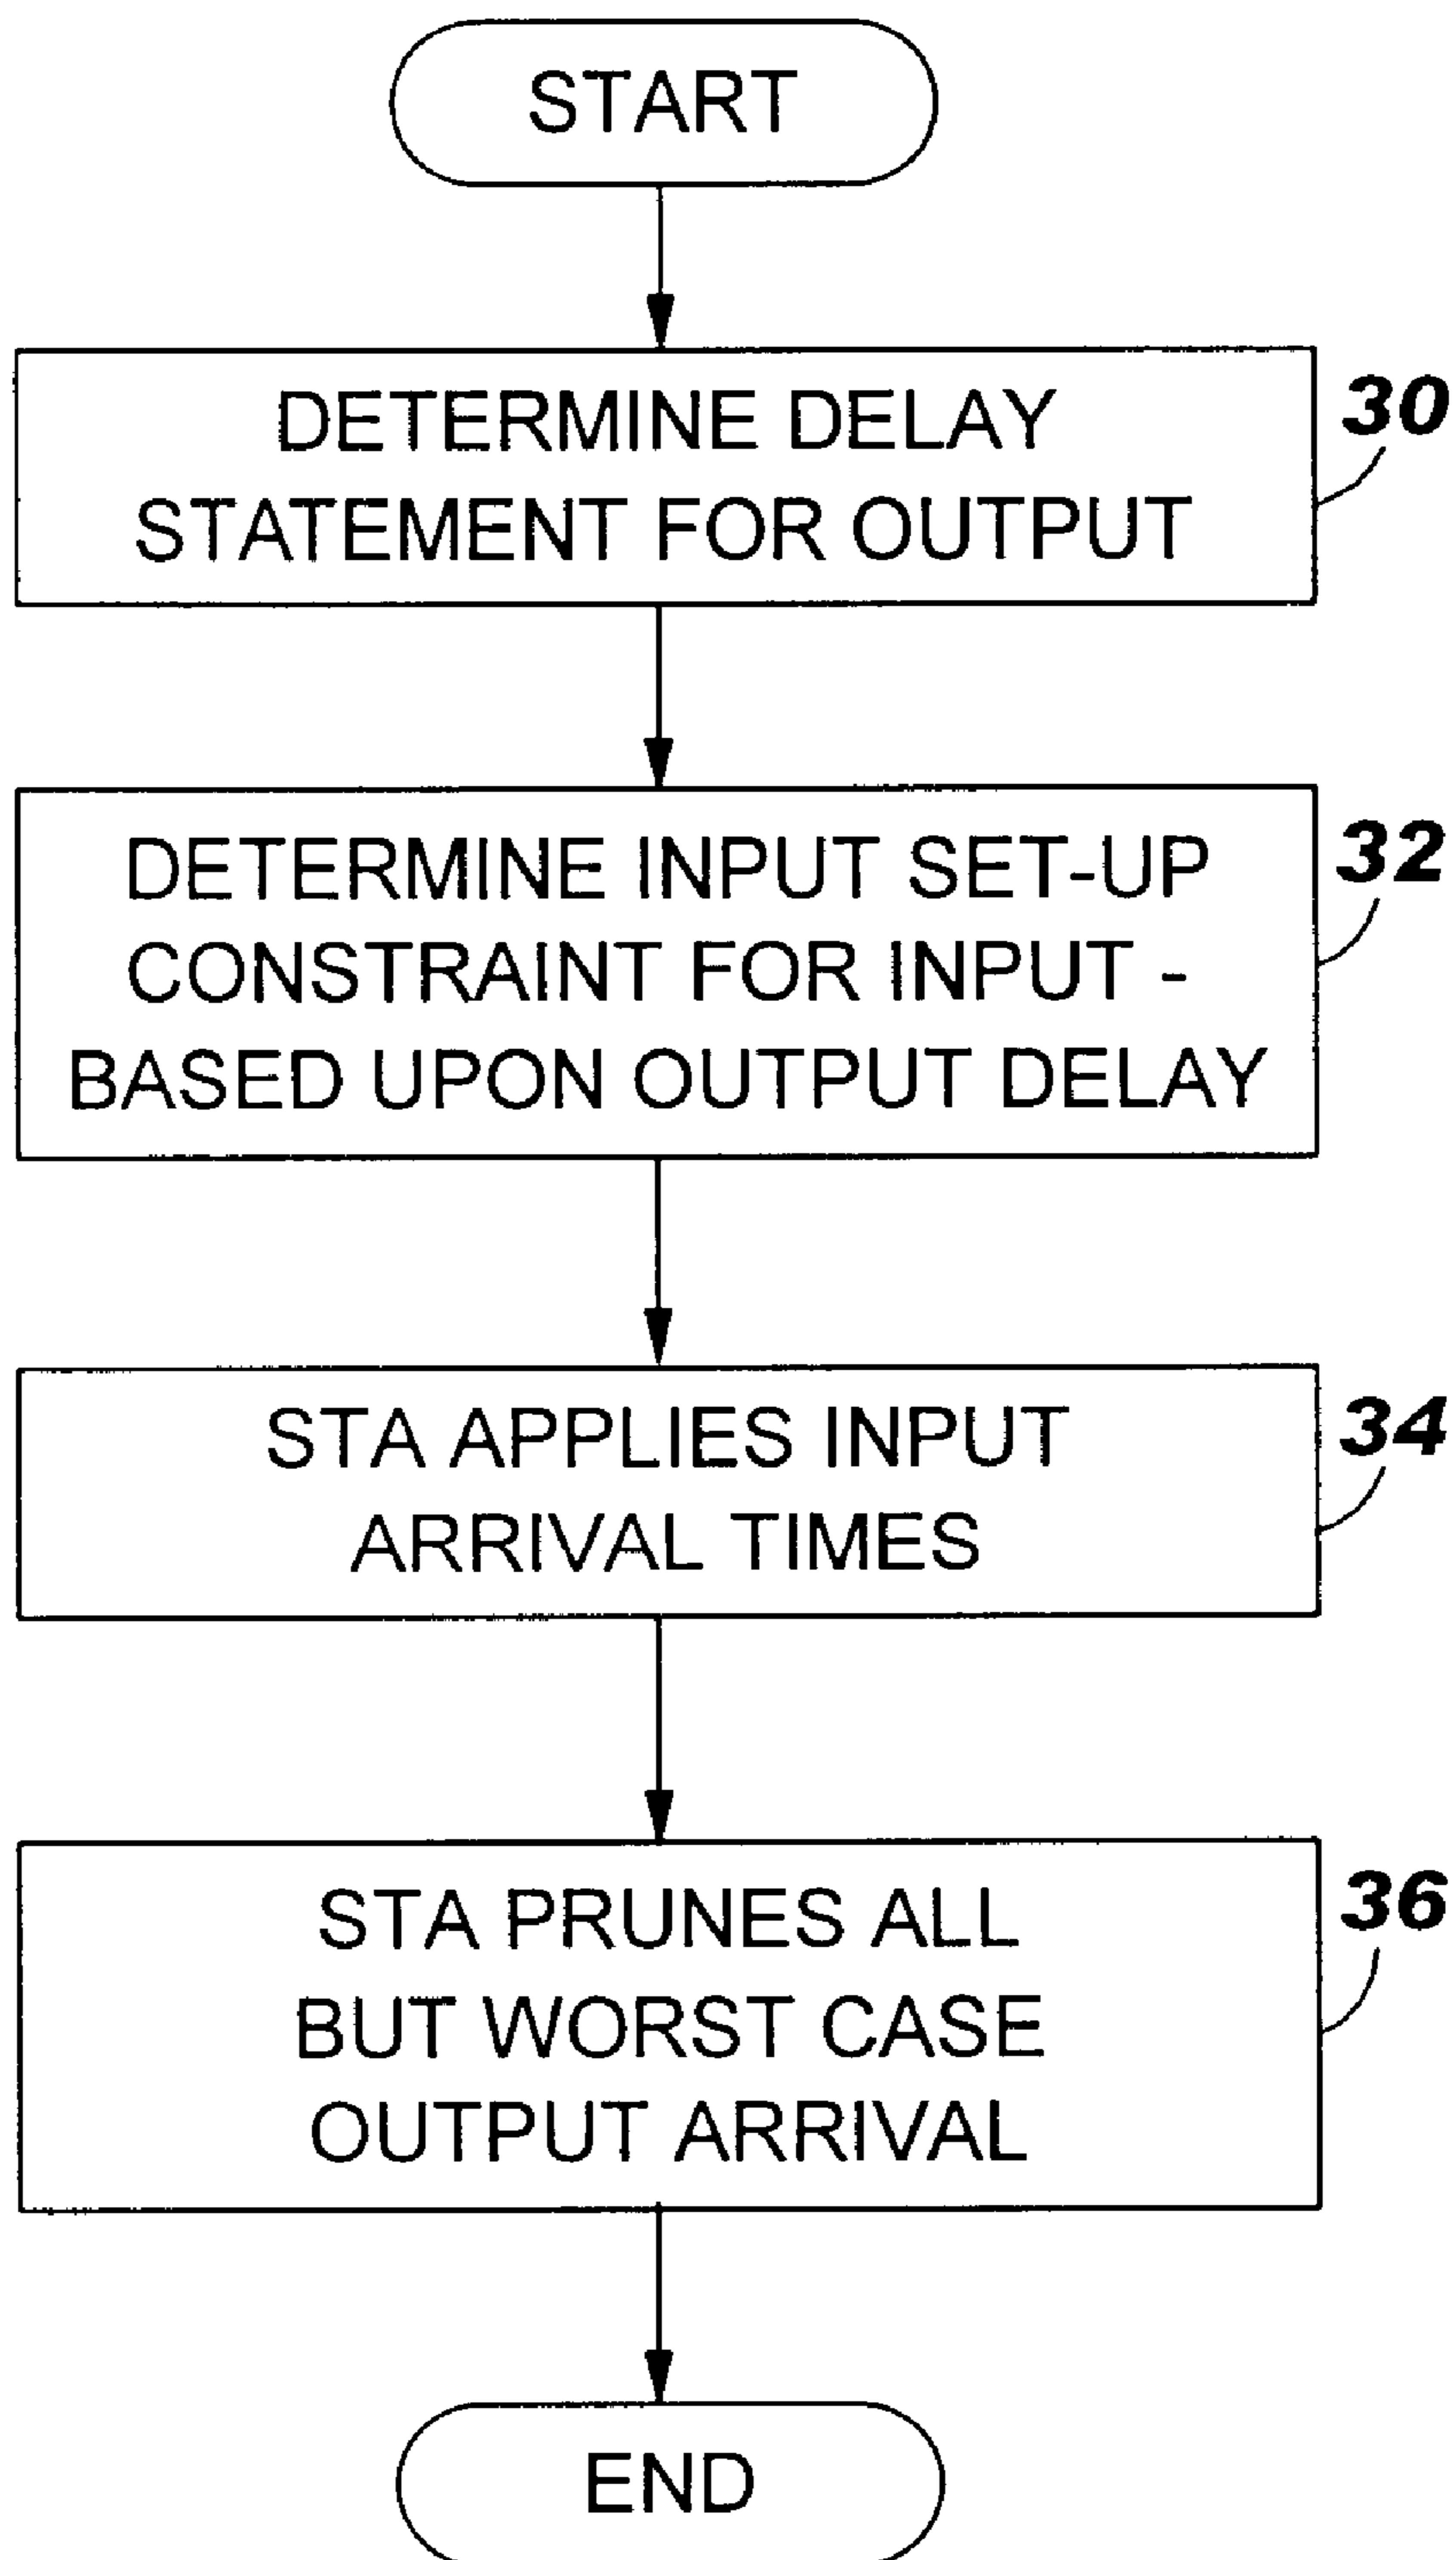 START
DETERMINE DELAY
STATEMENT FOR OUTPUT
30
DETERMINE INPUT SET-UP
CONSTRAINT FOR INPUT -
BASED UPON OUTPUT DELAY
32
STA APPLIES INPUT
ARRIVAL TIMES
34
STA PRUNES ALL
BUT WORST CASE
OUTPUT ARRIVAL
36
END